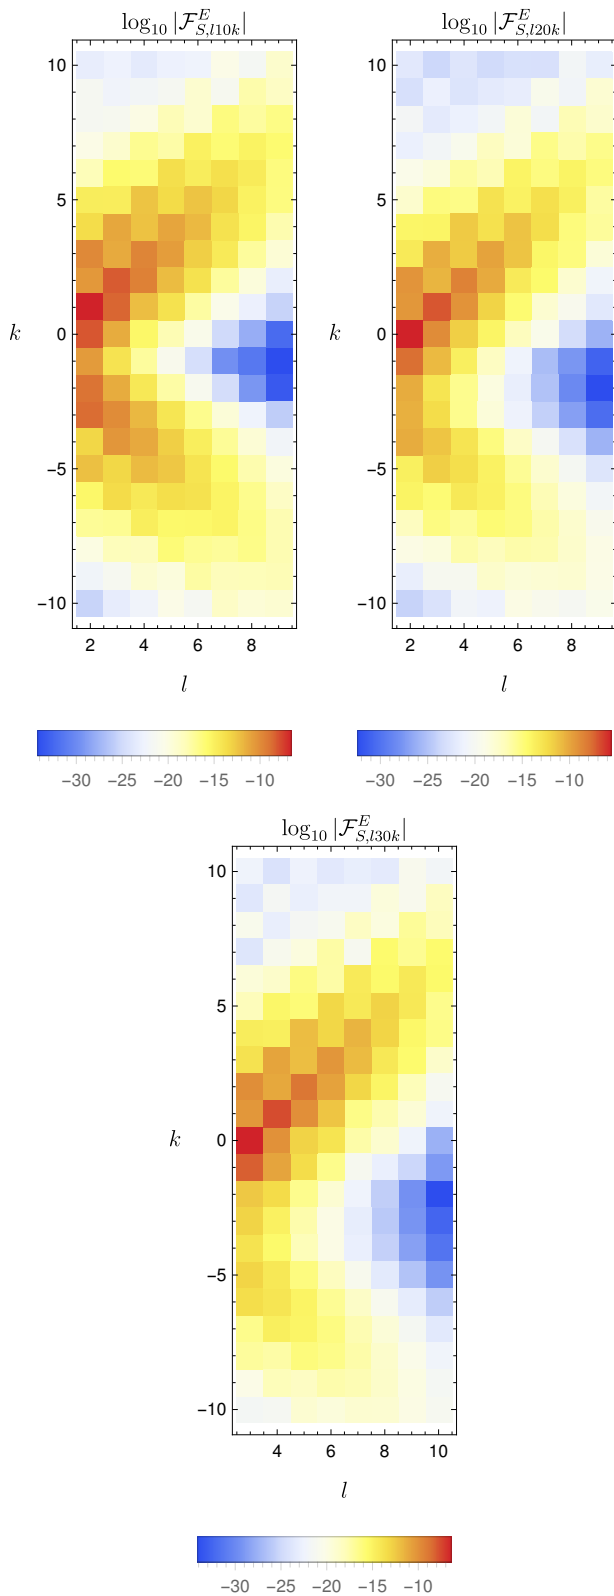 log₁₀ |ℱ^E_{S,l10k}| log₁₀ |ℱ^E_{S,l20k}|
10 10
5 5
k 0 k 0
−5 −5
−10 −10
2 4 6 8 2 4 6 8
l l
−30 −25 −20 −15 −10 −30 −25 −20 −15 −10
log₁₀ |ℱ^E_{S,l30k}|
10
5
k 0
−5
−10
4 6 8 10
l
−30 −25 −20 −15 −10